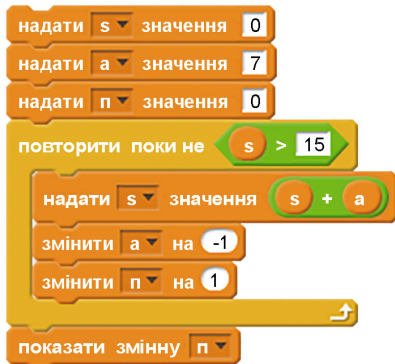 надати s значення 0
надати а значення 7
надати п значення 0
повторити поки не s > 15
надати s значення s + а
змінити а на -1
змінити п на 1
показати змінну п